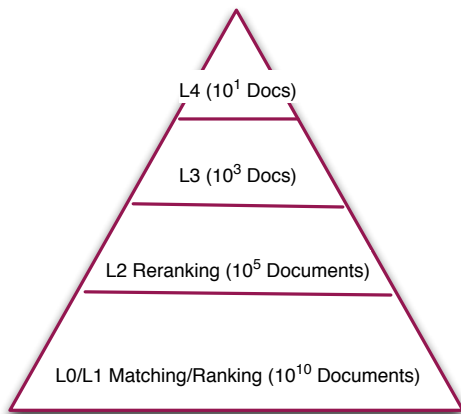 L4 (10¹ Docs)
L3 (10³ Docs)
L2 Reranking (10⁵ Documents)
L0/L1 Matching/Ranking (10¹⁰ Documents)